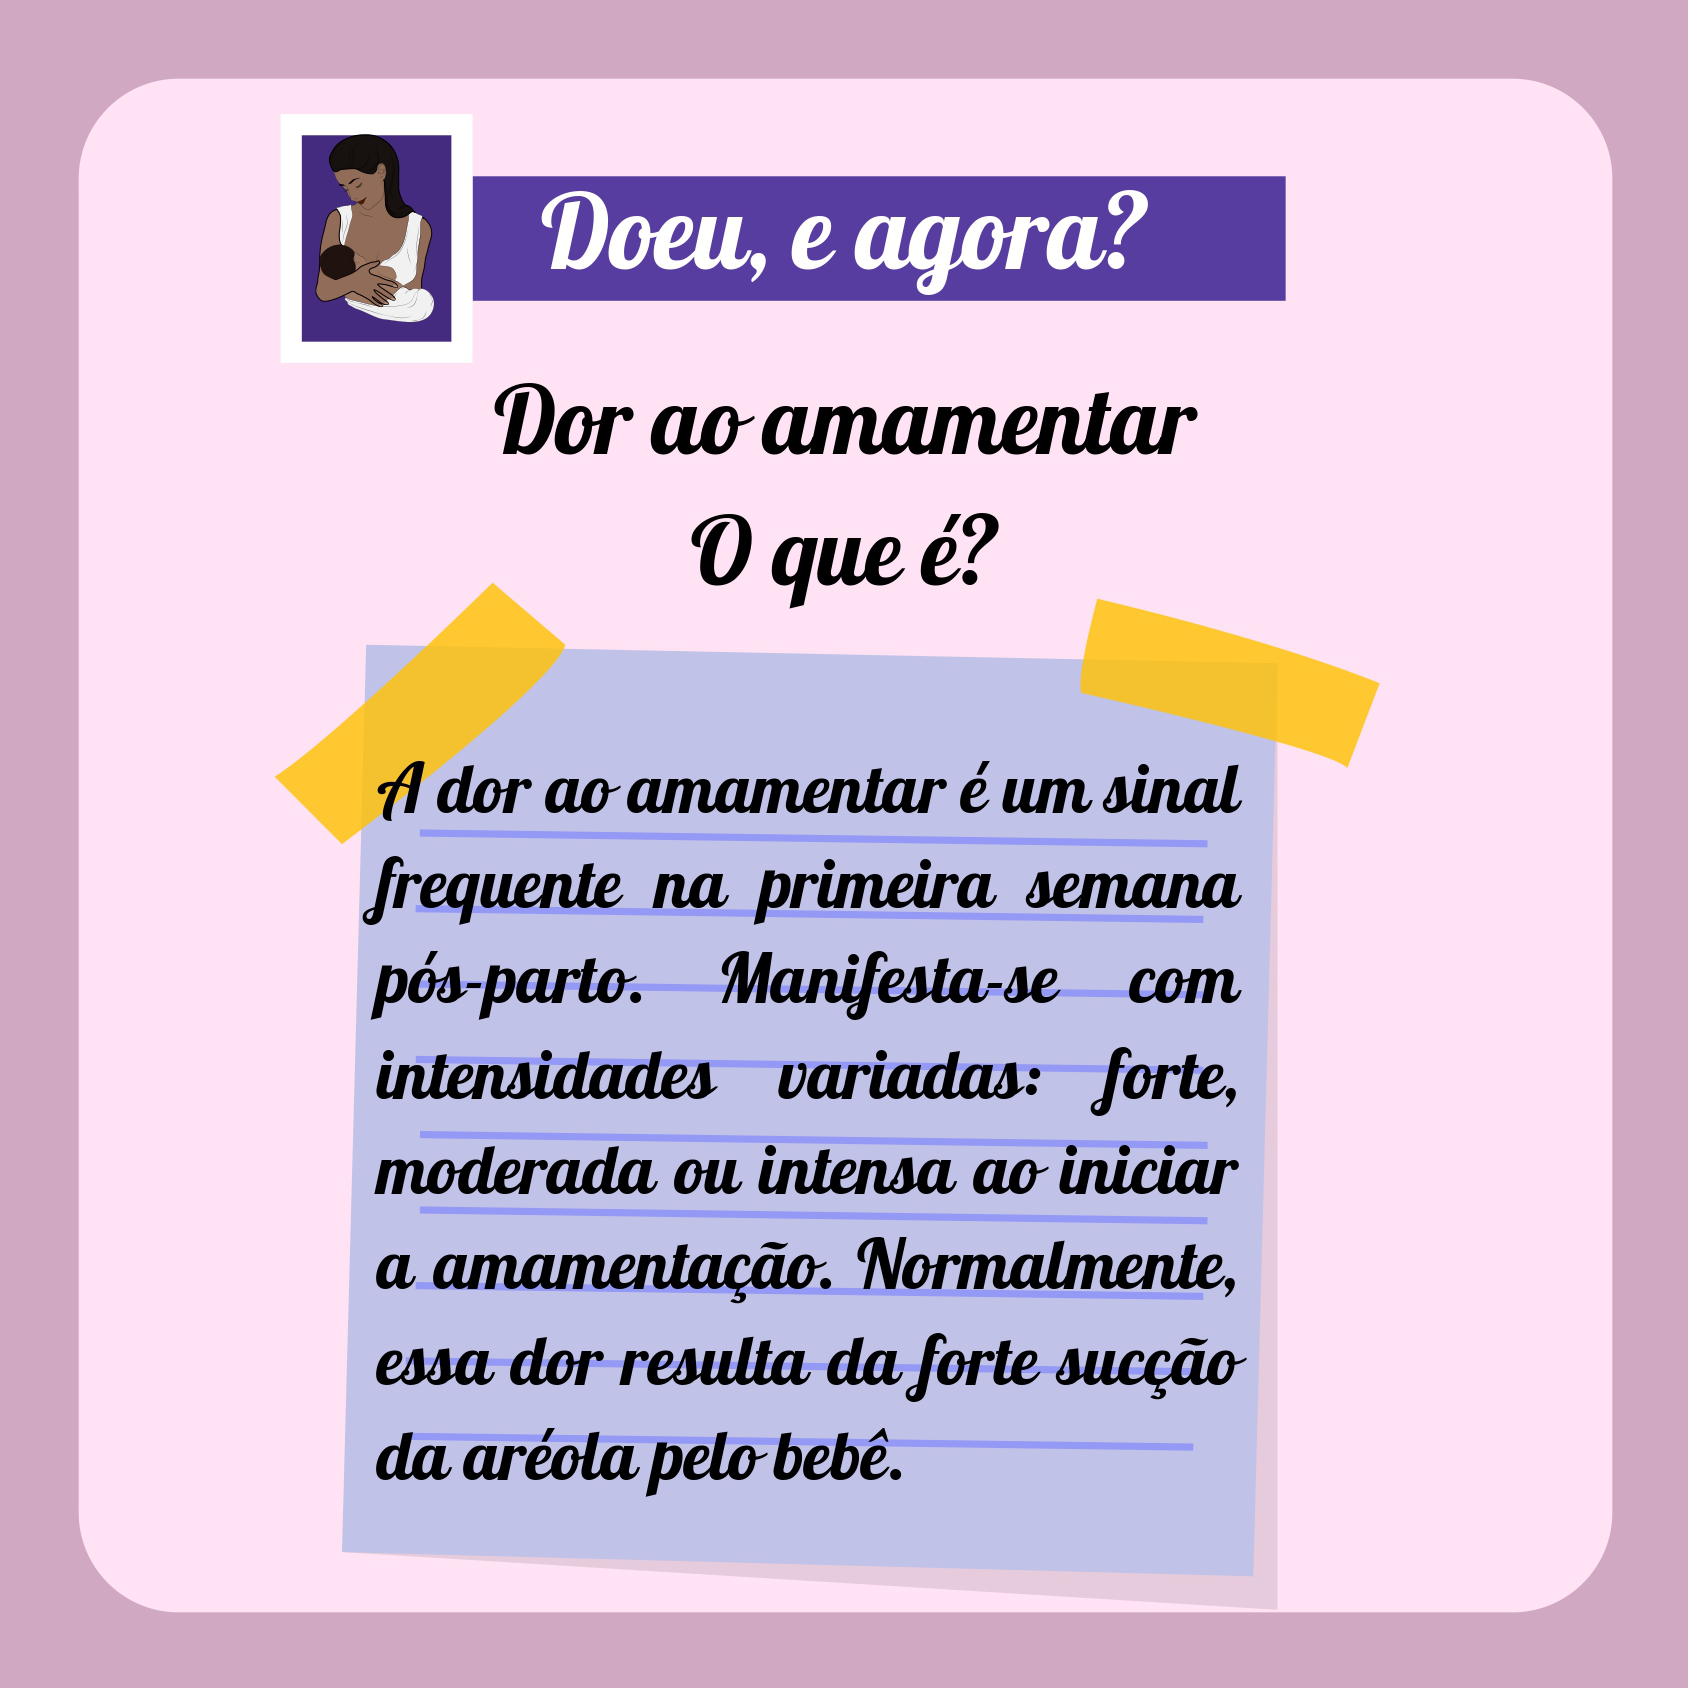 Doeu, e agora?
Dor ao amamentar
O que é?
A dor ao amamentar é um sinal
frequente na primeira semana
pós-parto. Manifesta-se com
intensidades variadas: forte,
moderada ou intensa ao iniciar
a amamentação. Normalmente,
essa dor resulta da forte sucção
da aréola pelo bebê.